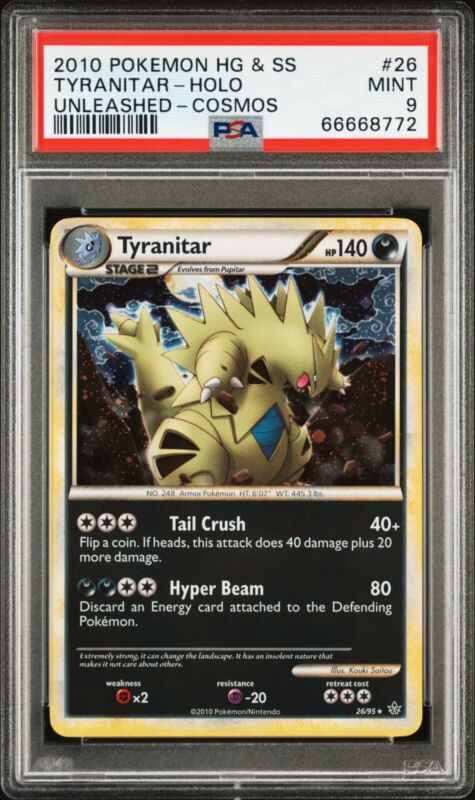 2010 POKEMON HG & SS #26
TYRANITAR - HOLO MINT
UNLEASHED - COSMOS 9
PSA 66668772
Tyranitar HP 140
STAGE 2 Evolves from Pupitar
NO. 248 Armor Pokémon HT: 6'07" WT: 445.3 lbs.
Tail Crush 40+
Flip a coin. If heads, this attack does 40 damage plus 20
more damage.
Hyper Beam 80
Discard an Energy card attached to the Defending
Pokémon.
Extremely strong, it can change the landscape. It has an insolent nature that
makes it not care about others.
Illus. Kouki Saitou
weakness resistance retreat cost
×2 -20
©2010 Pokémon/Nintendo 26/95 ★
PSA